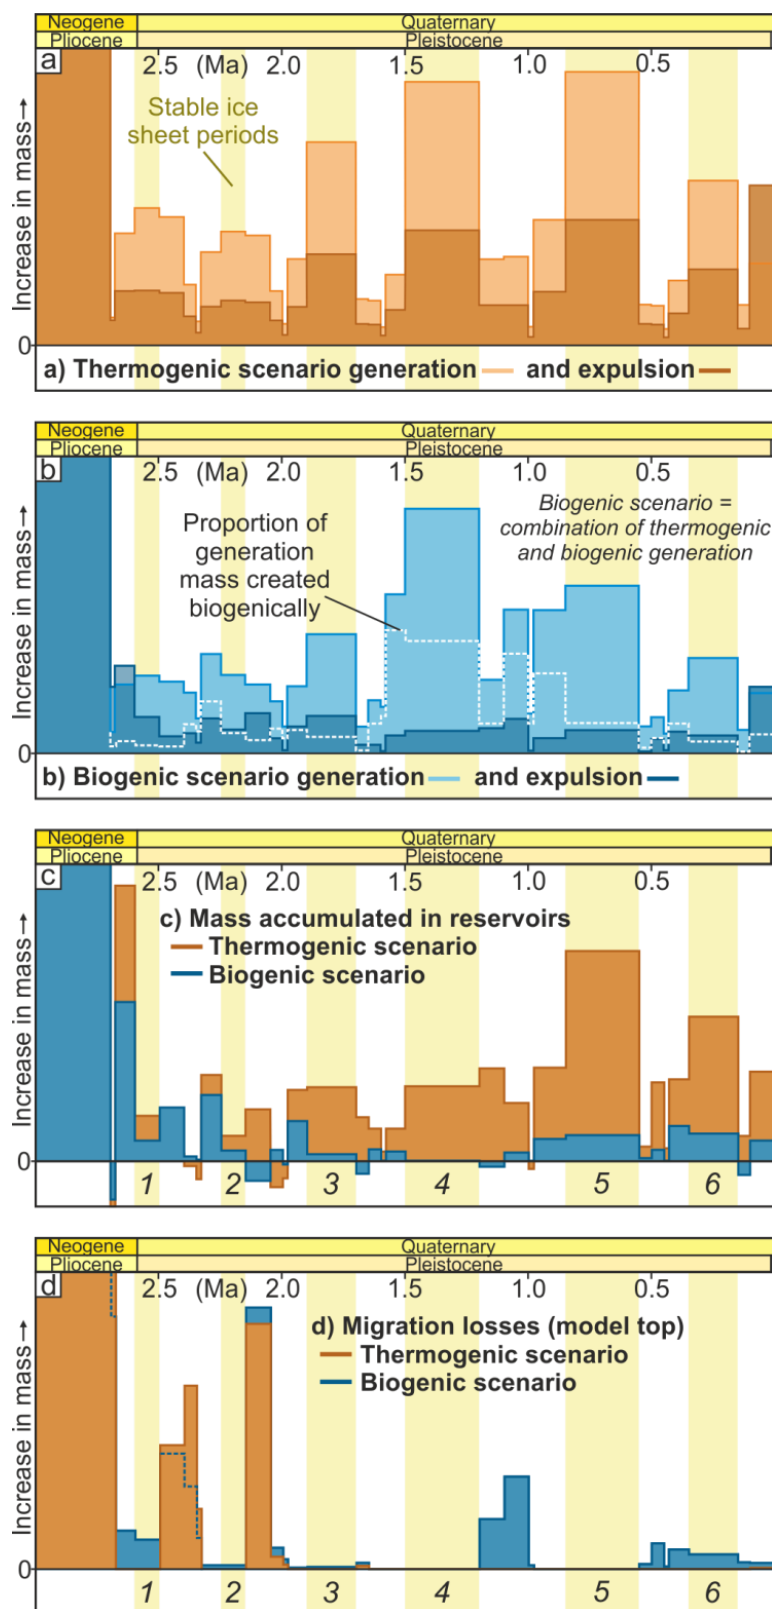 Neogene Quaternary
Pliocene Pleistocene
a 2.5 (Ma) 2.0 1.5 1.0 0.5
Stable ice
sheet periods
Increase in mass→
0
a) Thermogenic scenario generation — and expulsion —
Neogene Quaternary
Pliocene Pleistocene
b 2.5 (Ma) 2.0 1.5 1.0 0.5
Proportion of
generation
mass created
biogenically
Biogenic scenario =
combination of thermogenic
and biogenic generation
Increase in mass→
0
b) Biogenic scenario generation — and expulsion —
Neogene Quaternary
Pliocene Pleistocene
c 2.5 (Ma) 2.0 1.5 1.0 0.5
c) Mass accumulated in reservoirs
Thermogenic scenario
Biogenic scenario
Increase in mass→
0
1 2 3 4 5 6
Neogene Quaternary
Pliocene Pleistocene
d 2.5 (Ma) 2.0 1.5 1.0 0.5
d) Migration losses (model top)
Thermogenic scenario
Biogenic scenario
Increase in mass→
0
1 2 3 4 5 6